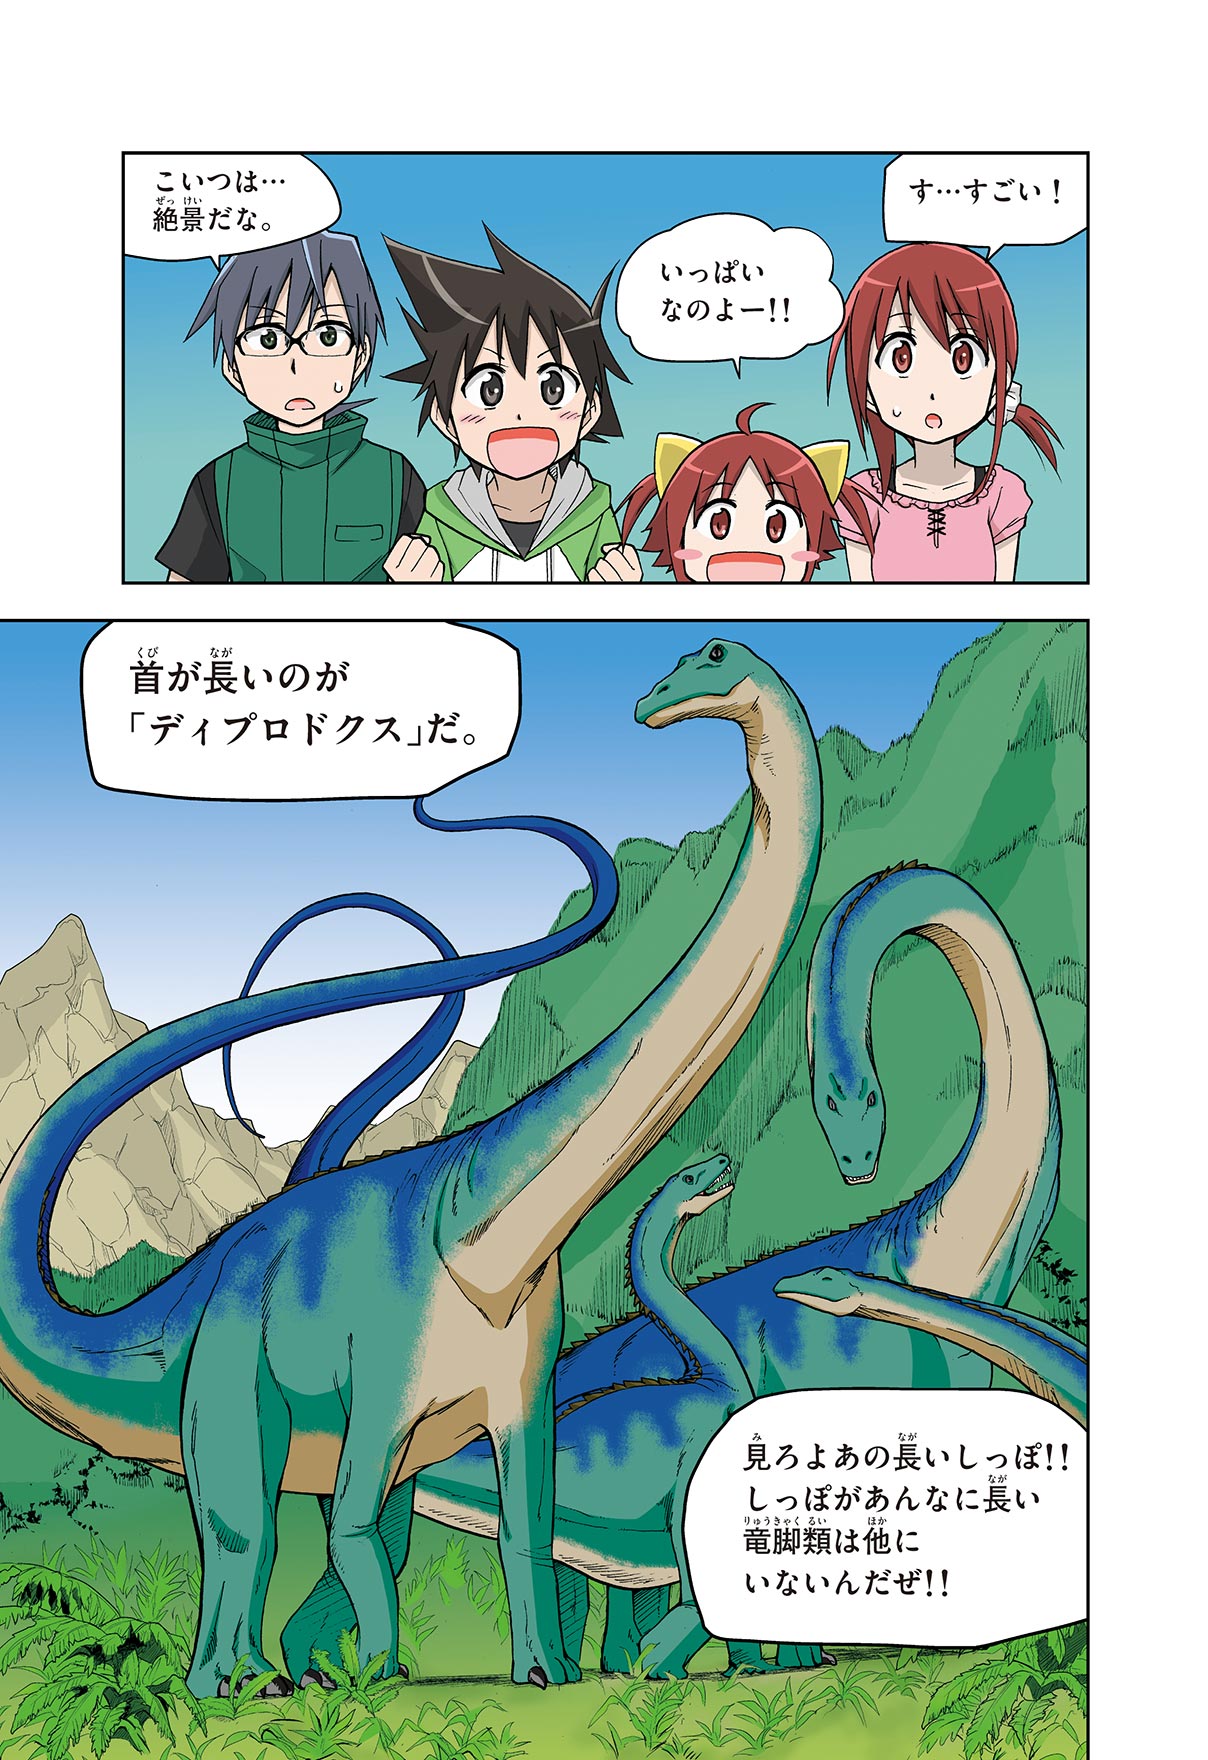 こいつは…
絶景だな。
いっぱい
なのよー!!
す…すごい!
首が長いのが
「ディプロドクス」だ。
見ろよあの長いしっぽ!!
しっぽがあんなに長い
竜脚類は他に
いないんだぜ!!